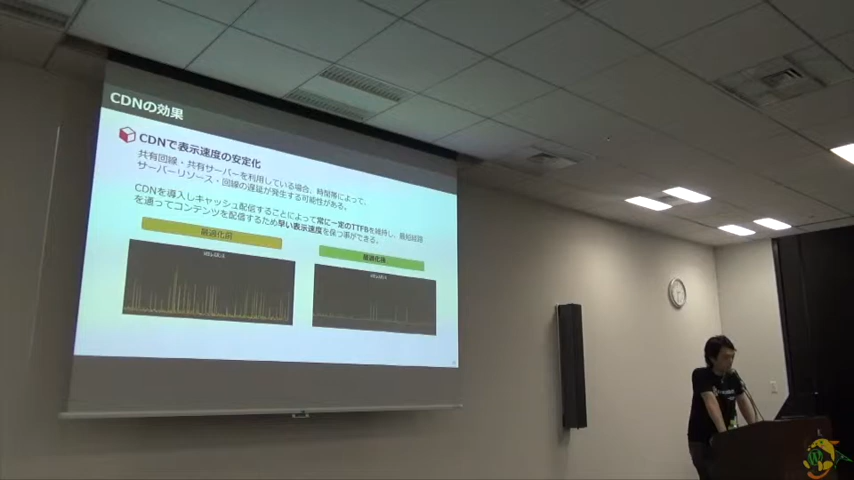 CDNの効果
CDNで表示速度の安定化
共有回線・共有サーバーを利用している場合、時間帯によって、
サーバーリソース・回線の遅延が発生する可能性がある。
CDNを導入しキャッシュ配信することによって常に一定のTTFBを維持し、最短経路
を通ってコンテンツを配信するため早い表示速度を保つ事ができる。
最適化前
最適化後